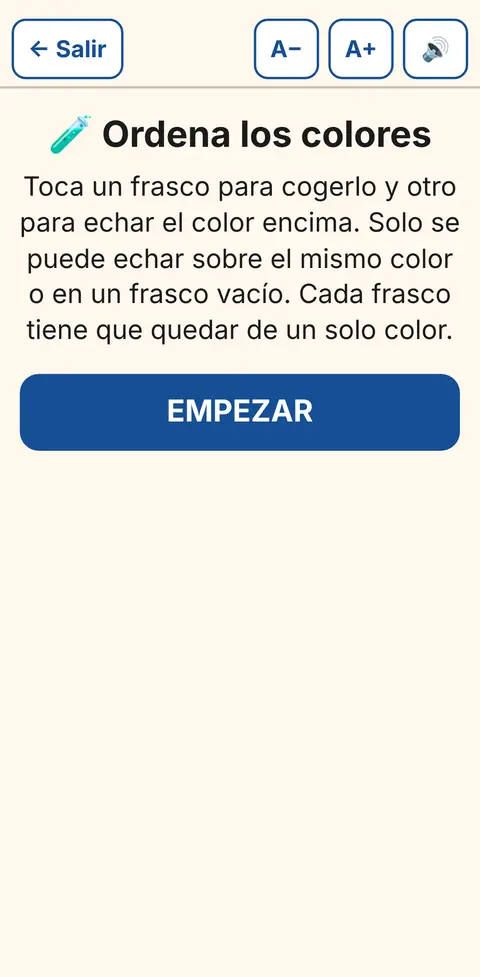 ← Salir
A−
A+
Ordena los colores
Toca un frasco para cogerlo y otro
para echar el color encima. Solo se
puede echar sobre el mismo color
o en un frasco vacío. Cada frasco
tiene que quedar de un solo color.
EMPEZAR